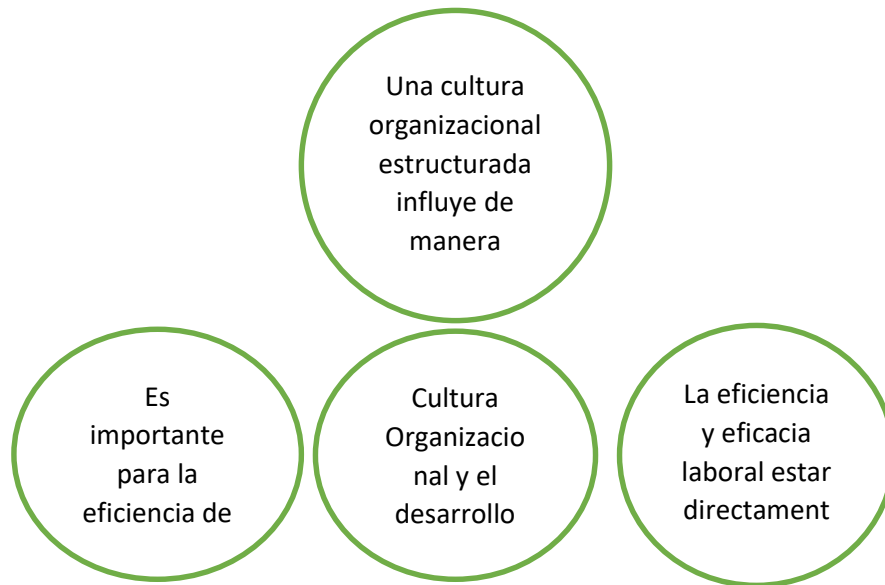 Una cultura
organizacional
estructurada
influye de
manera
Es
importante
para la
eficiencia de
Cultura
Organizacio
nal y el
desarrollo
La eficiencia
y eficacia
laboral estar
directament